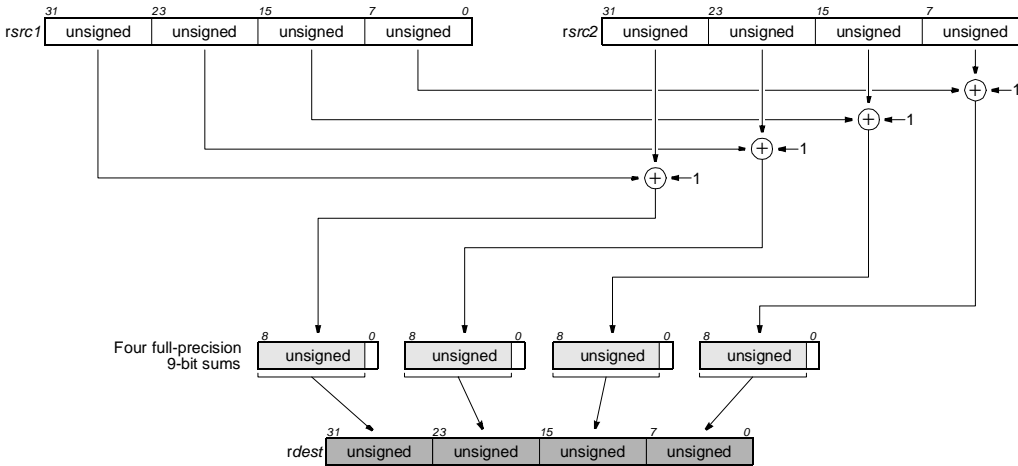 31 23 15 7 0 31 23 15 7
rsrc1 unsigned unsigned unsigned unsigned rsrc2 unsigned unsigned unsigned unsigned
1
1
1
1
8 0 8 0 8 0 8 0
Four full-precision unsigned unsigned unsigned unsigned
9-bit sums
31 23 15 7 0
rdest unsigned unsigned unsigned unsigned